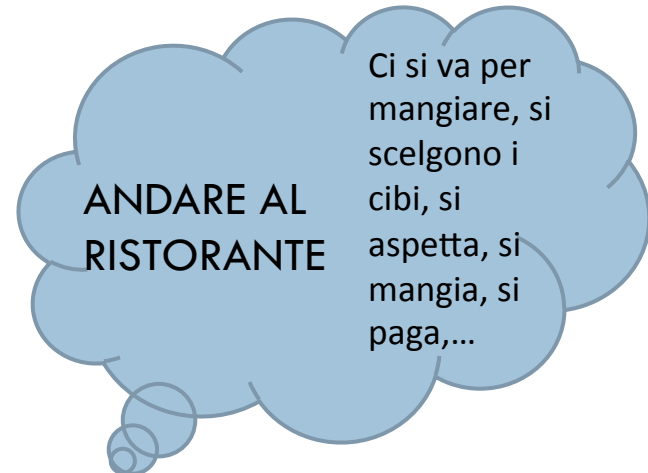 ANDARE AL
RISTORANTE
Ci si va per
mangiare, si
scelgono i
cibi, si
aspetta, si
mangia, si
paga,...